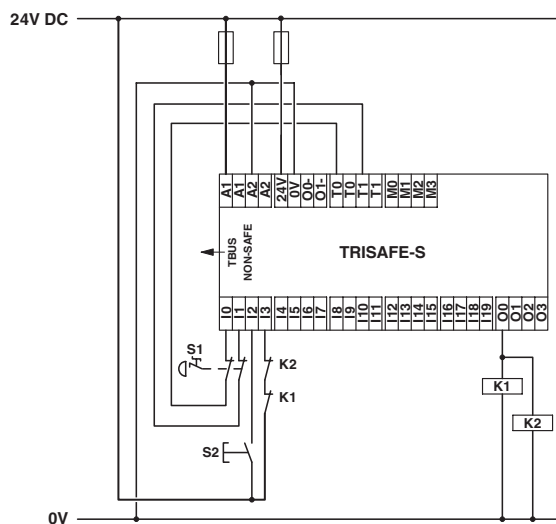 24V DC
A1 A1 A2 A2 24V 0V O0- O1- T0 T0 T1 T1 M0 M1 M2 M3
TBUS
NON-SAFE
TRISAFE-S
I0 I1 I2 I3 I4 I5 I6 I7 I8 I9 I10 I11 I12 I13 I14 I15 I16 I17 I18 I19 O0 O1 O2 O3
S1
K2
K1
K1
K2
S2
0V